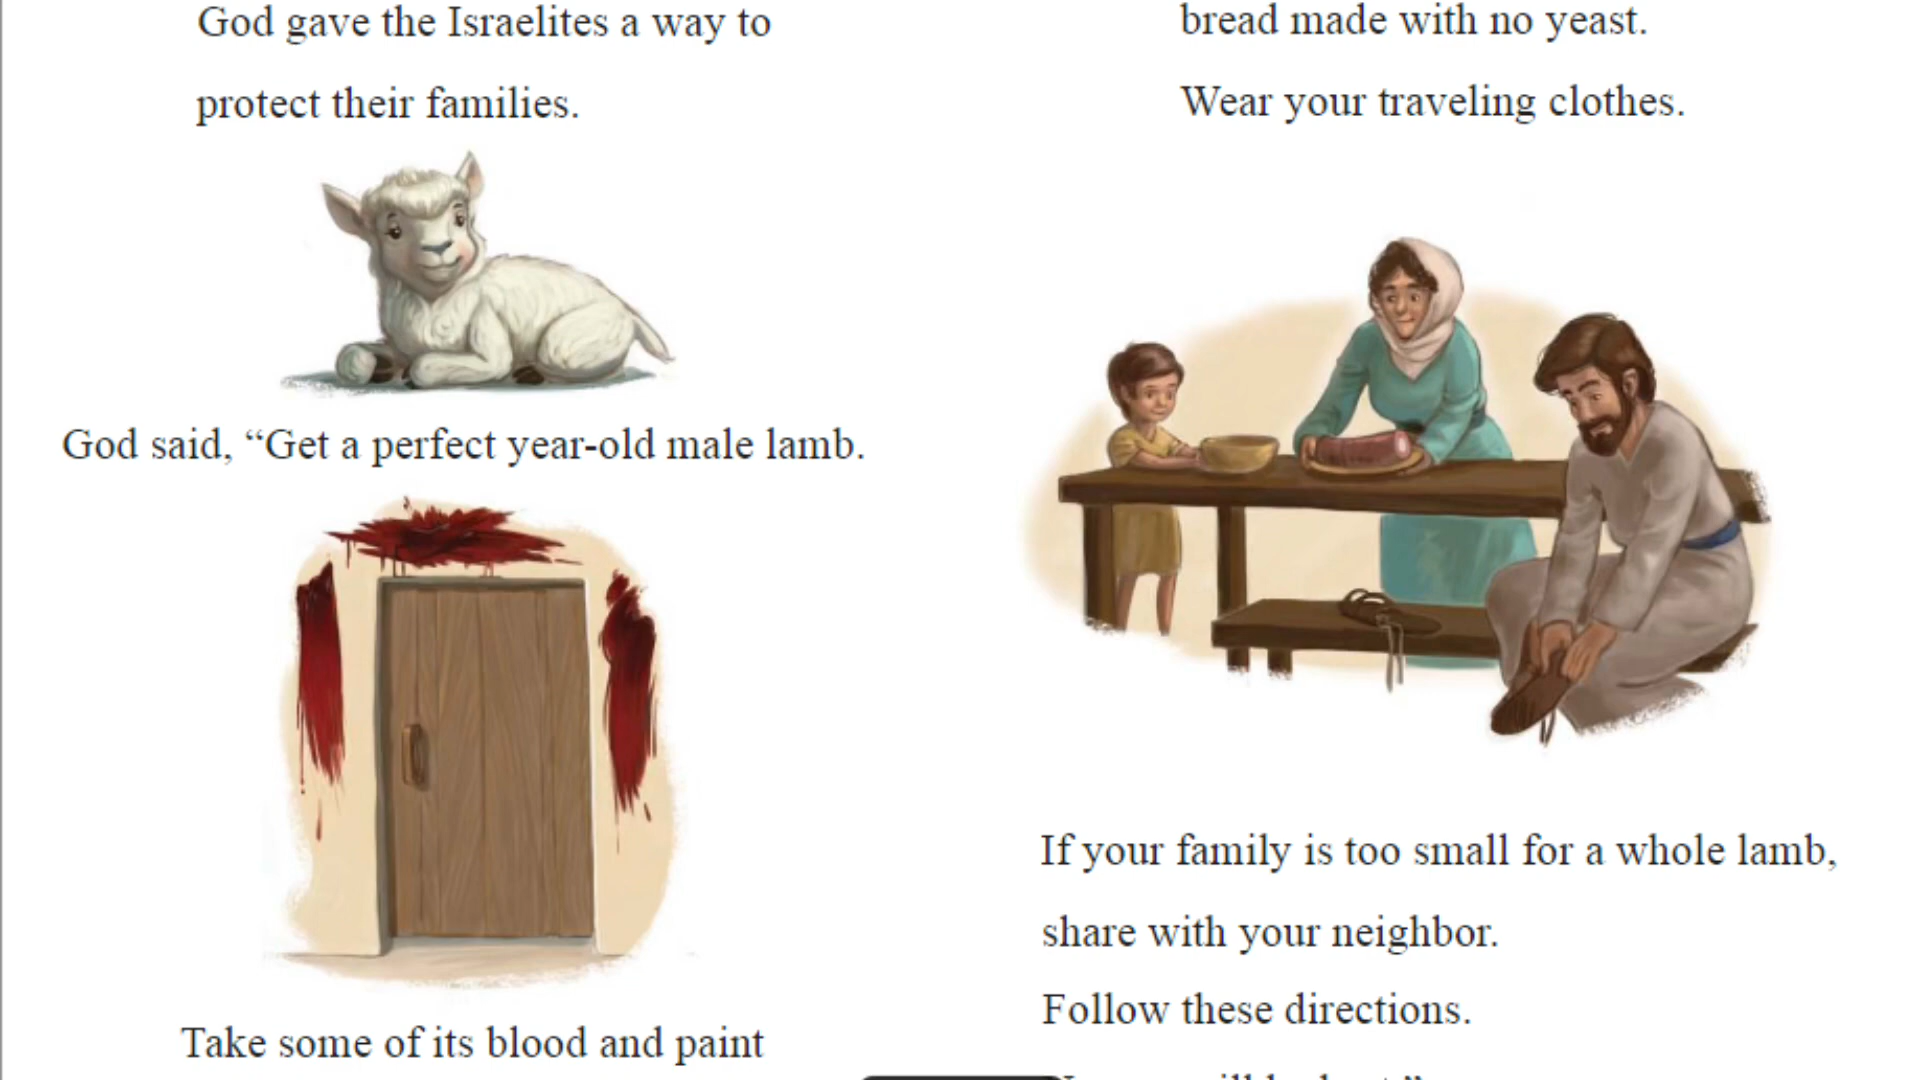 God gave the Israelites a way to
protect their families.
God said, “Get a perfect year-old male lamb.
Take some of its blood and paint
bread made with no yeast.
Wear your traveling clothes.
If your family is too small for a whole lamb,
share with your neighbor.
Follow these directions.